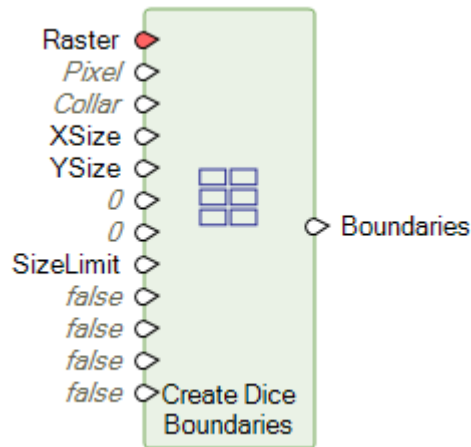 Raster
Pixel
Collar
XSize
YSize
0
0
Boundaries
SizeLimit
false
false
false
false
Create Dice
Boundaries